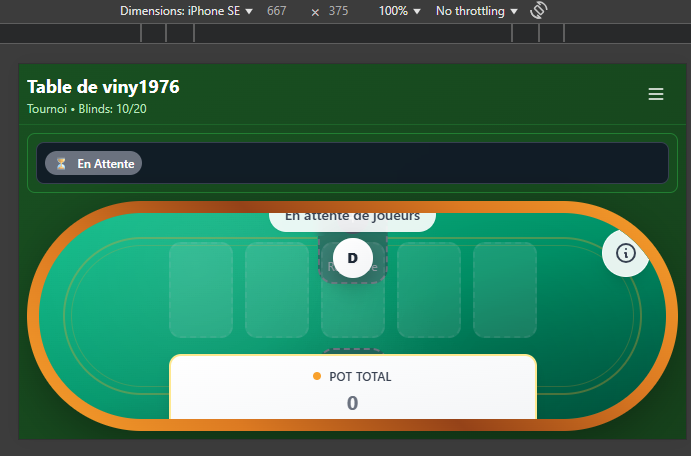 Dimensions: iPhone SE 667 × 375 100% No throttling
Table de viny1976
Tournoi • Blinds: 10/20
En Attente
En attente de joueurs
D
POT TOTAL
0